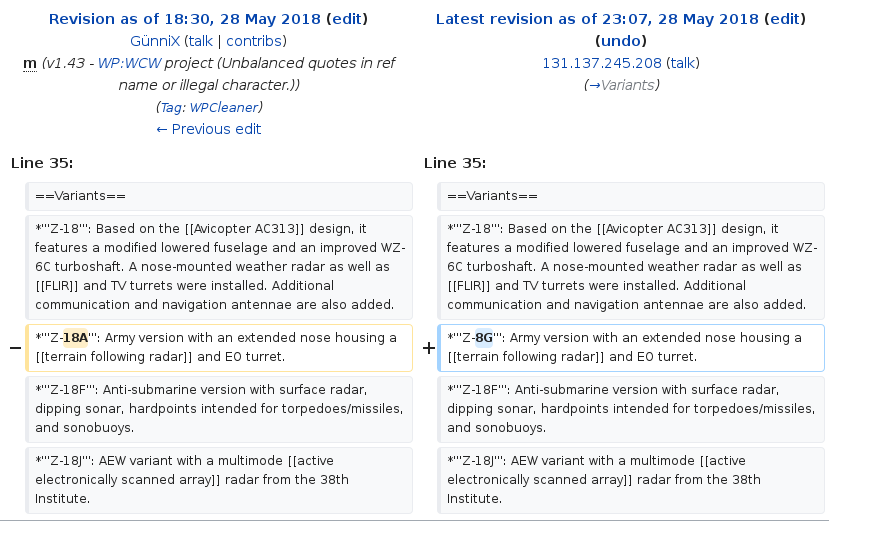 Revision as of 18:30, 28 May 2018 (edit)
GünniX (talk | contribs)
m (v1.43 - WP:WCW project (Unbalanced quotes in ref
name or illegal character.))
(Tag: WPCleaner)
← Previous edit
Latest revision as of 23:07, 28 May 2018 (edit)
(undo)
131.137.245.208 (talk)
(→Variants)
Line 35:
Line 35:
==Variants==
==Variants==
*'''Z-18''': Based on the [[Avicopter AC313]] design, it
features a modified lowered fuselage and an improved WZ-
6C turboshaft. A nose-mounted weather radar as well as
[[FLIR]] and TV turrets were installed. Additional
communication and navigation antennae are also added.
*'''Z-18''': Based on the [[Avicopter AC313]] design, it
features a modified lowered fuselage and an improved WZ-
6C turboshaft. A nose-mounted weather radar as well as
[[FLIR]] and TV turrets were installed. Additional
communication and navigation antennae are also added.
− *'''Z-18A''': Army version with an extended nose housing a
[[terrain following radar]] and EO turret.
+ *'''Z-8G''': Army version with an extended nose housing a
[[terrain following radar]] and EO turret.
*'''Z-18F''': Anti-submarine version with surface radar,
dipping sonar, hardpoints intended for torpedoes/missiles,
and sonobuoys.
*'''Z-18F''': Anti-submarine version with surface radar,
dipping sonar, hardpoints intended for torpedoes/missiles,
and sonobuoys.
*'''Z-18J''': AEW variant with a multimode [[active
electronically scanned array]] radar from the 38th
Institute.
*'''Z-18J''': AEW variant with a multimode [[active
electronically scanned array]] radar from the 38th
Institute.